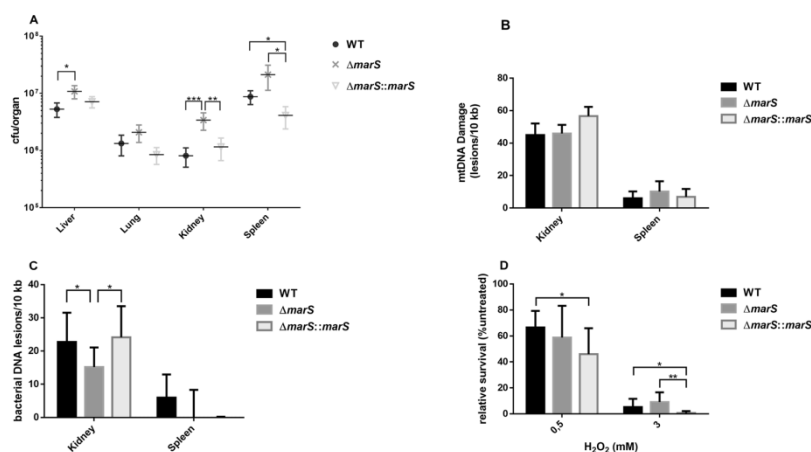 A
cfu/organ
10⁸
10⁷
10⁶
10⁵
*
***
**
*
*
Liver
Lung
Kidney
Spleen
WT
ΔmarS
ΔmarS::marS
B
mtDNA Damage
(lesions/10 kb)
80
60
40
20
0
Kidney
Spleen
WT
ΔmarS
ΔmarS::marS
C
bacterial DNA lesions/10 kb
40
30
20
10
0
*
*
Kidney
Spleen
WT
ΔmarS
ΔmarS::marS
D
relative survival (%untreated)
100
80
60
40
20
0
*
*
**
0,5
3
H₂O₂ (mM)
WT
ΔmarS
ΔmarS::marS